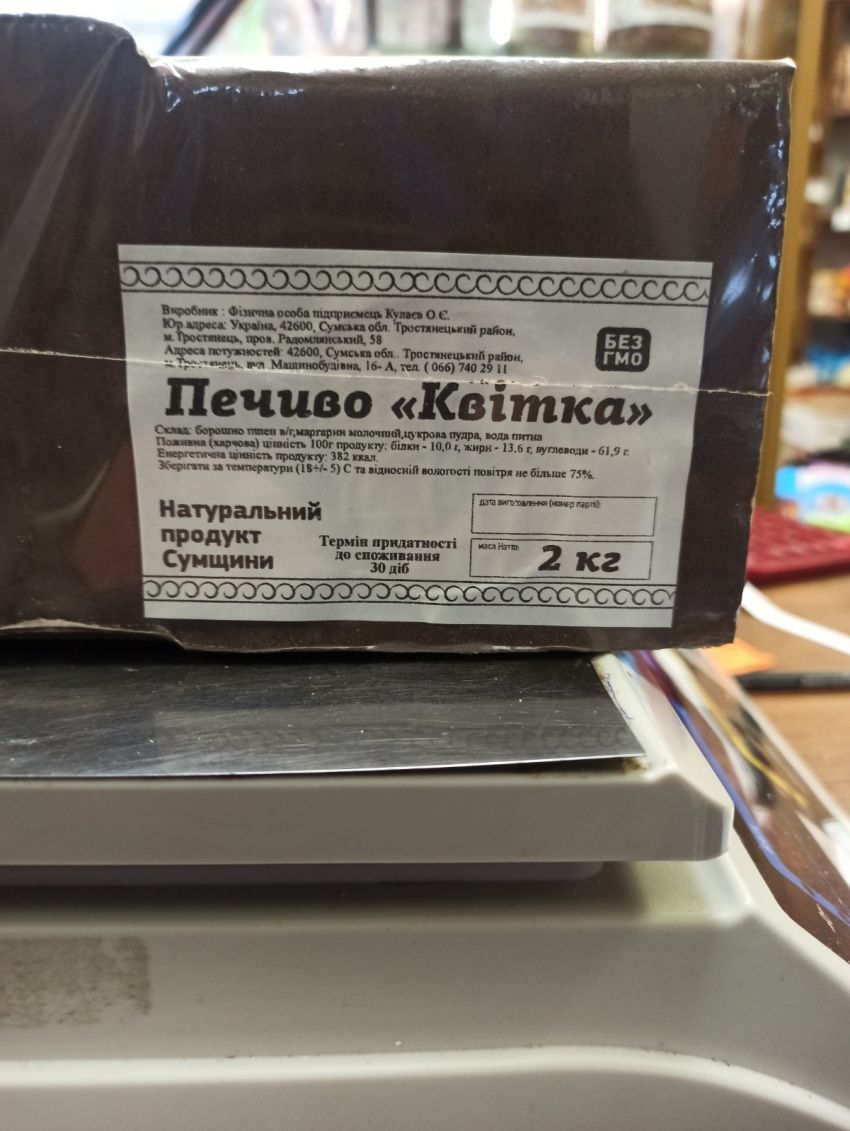 Виробник : Фізична особа підприємець Кулаєв О.Є.
Юр.адреса: Україна, 42600, Сумська обл. Тростянецький район,
м.Тростянець, пров. Радомлянський, 58
Адреса потужностей: 42600, Сумська обл.. Тростянецький район,
м.Тростянець, вул. Машинобудівна, 16- А, тел. ( 066) 740 29 11
БЕЗ
ГМО
Печиво «Квітка»
Склад: борошно пшен в/г,маргарин молочний,цукрова пудра, вода питна
Поживна (харчова) цінність 100г продукту: білки - 10,0 г, жири - 13.6 г, вуглеводи - 61,9 г.
Енергетична цінність продукту: 382 ккал.
Зберігати за температури (18+/- 5) С та відносній вологості повітря не більше 75%.
Натуральний
продукт
Сумщини
Термін придатності
до споживання
30 діб
дата виготовлення (номер партії):
маса Нетто:
2 кг